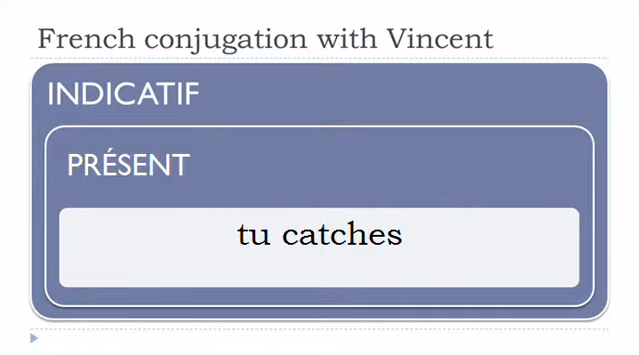 French conjugation with Vincent
INDICATIF
PRÉSENT
tu catches